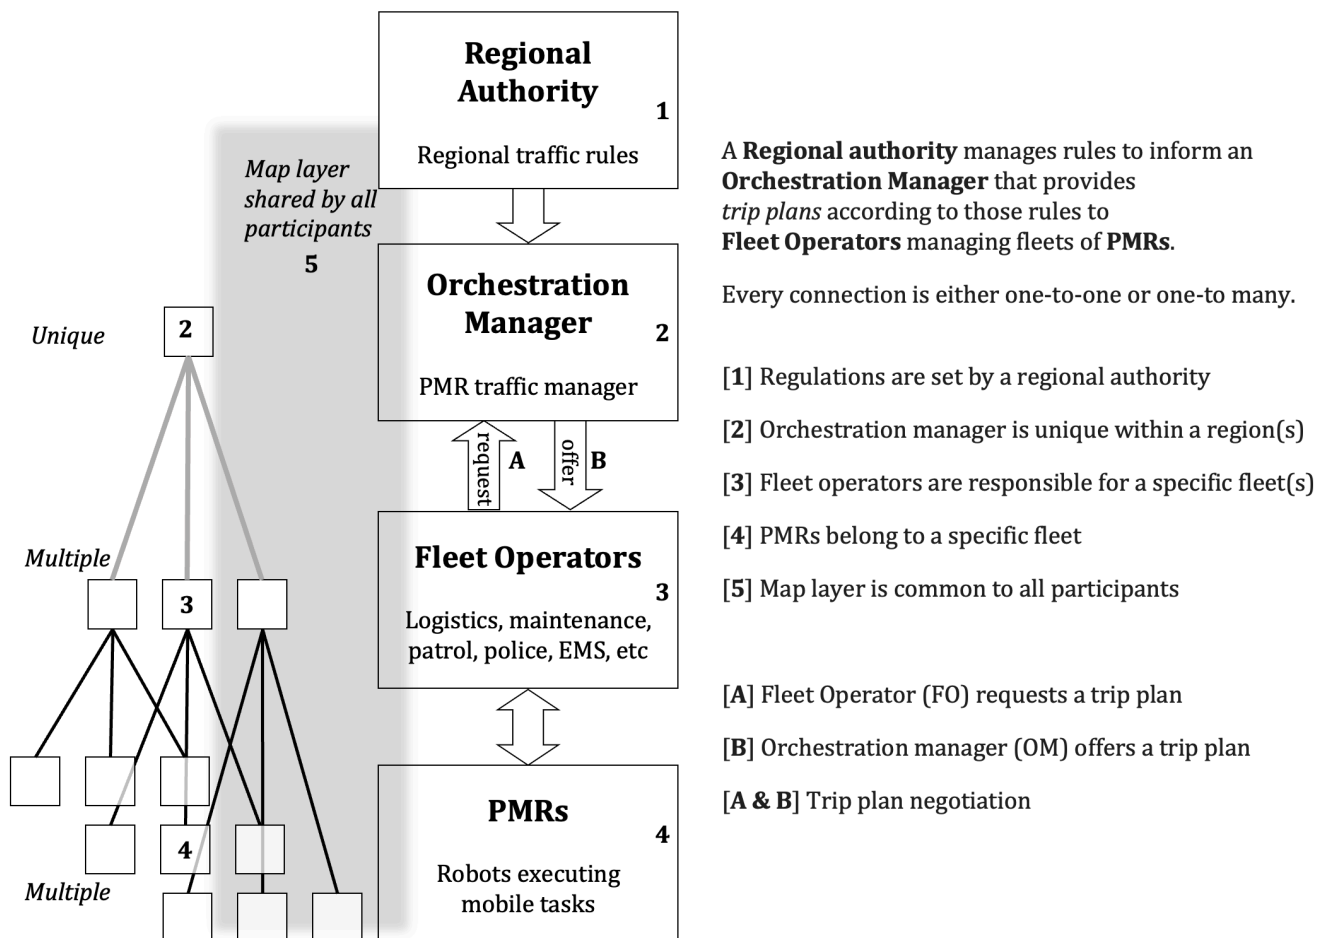 Regional
Authority
1
Regional traffic rules
Map layer
shared by all
participants
5
Orchestration
Manager
2
PMR traffic manager
request
A
offer
B
Fleet Operators
3
Logistics, maintenance,
patrol, police, EMS, etc
PMRs
4
Robots executing
mobile tasks
Unique
2
Multiple
3
4
Multiple
A Regional authority manages rules to inform an
Orchestration Manager that provides
trip plans according to those rules to
Fleet Operators managing fleets of PMRs.
Every connection is either one-to-one or one-to many.
[1] Regulations are set by a regional authority
[2] Orchestration manager is unique within a region(s)
[3] Fleet operators are responsible for a specific fleet(s)
[4] PMRs belong to a specific fleet
[5] Map layer is common to all participants
[A] Fleet Operator (FO) requests a trip plan
[B] Orchestration manager (OM) offers a trip plan
[A & B] Trip plan negotiation